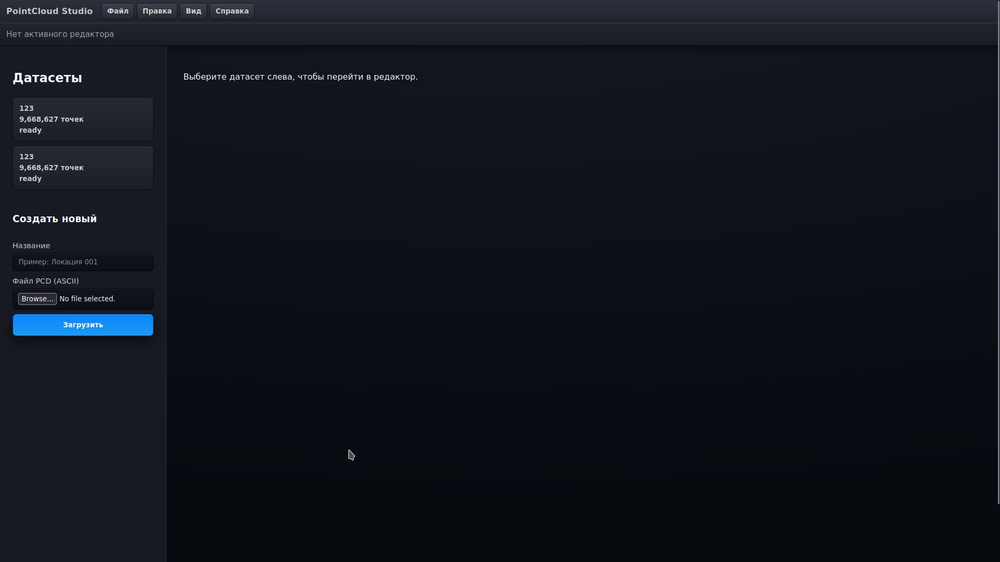 PointCloud Studio Файл Правка Вид Справка
Нет активного редактора
Датасеты
123
9,668,627 точек
ready
123
9,668,627 точек
ready
Создать новый
Название
Пример: Локация 001
Файл PCD (ASCII)
Browse... No file selected.
Загрузить
Выберите датасет слева, чтобы перейти в редактор.